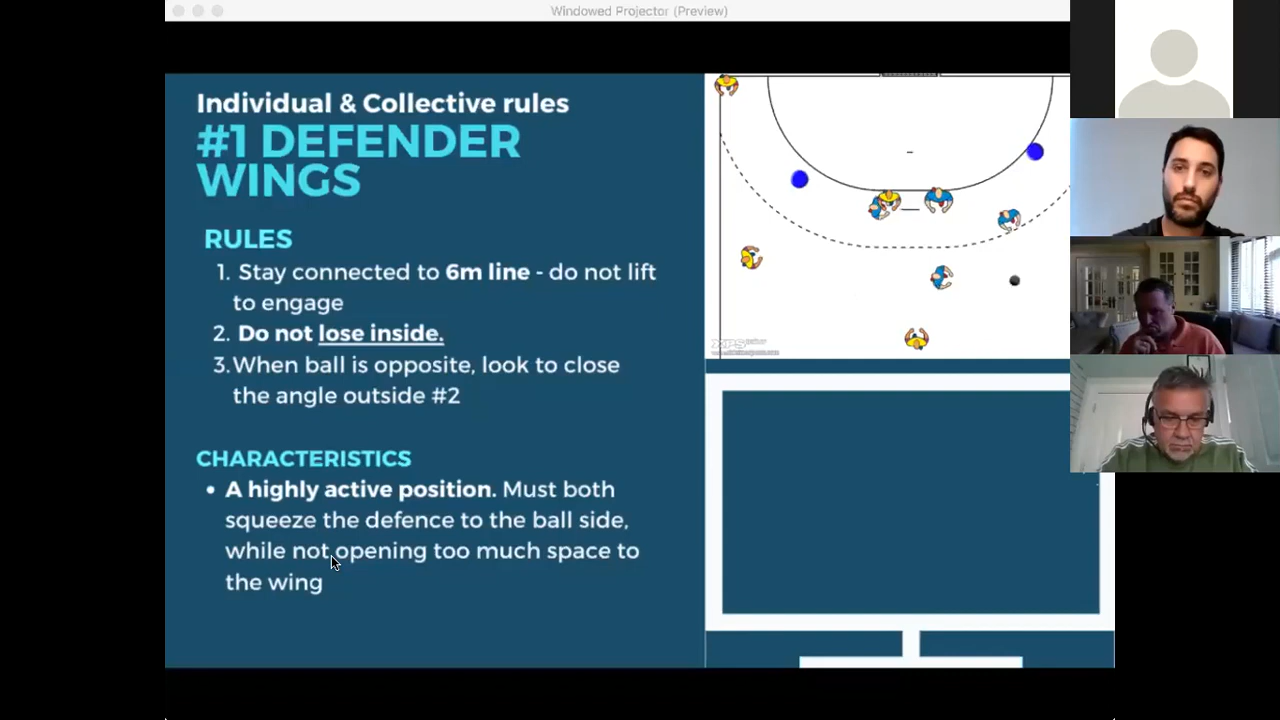 Windowed Projector (Preview)
Individual & Collective rules
#1 DEFENDER
WINGS
RULES
1. Stay connected to 6m line - do not lift
to engage
2. Do not lose inside.
3. When ball is opposite, look to close
the angle outside #2
CHARACTERISTICS
• A highly active position. Must both
squeeze the defence to the ball side,
while not opening too much space to
the wing